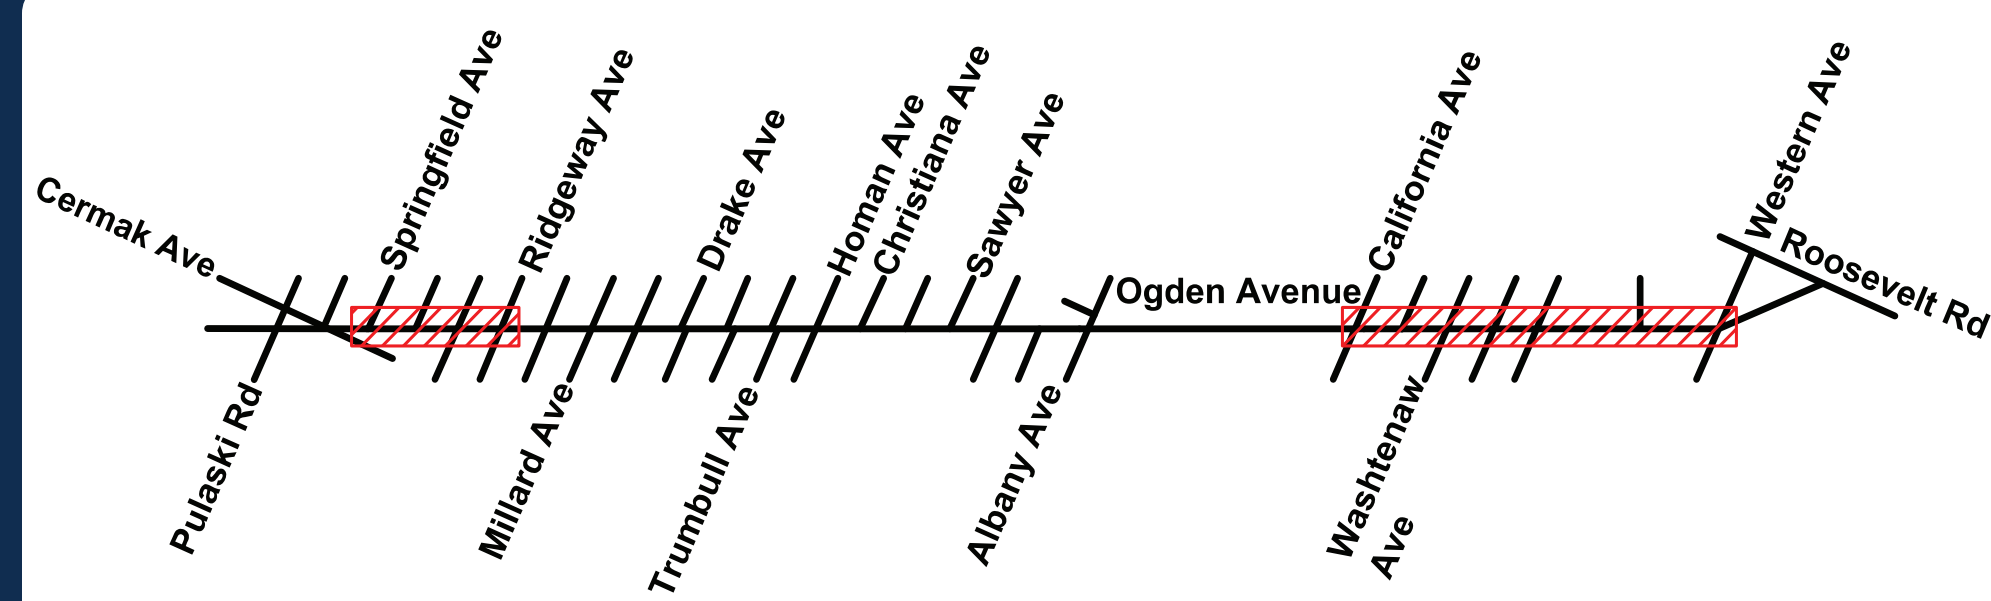 Cermak Ave
Springfield Ave
Ridgeway Ave
Drake Ave
Homan Ave
Christiana Ave
Sawyer Ave
Ogden Avenue
California Ave
Western Ave
Roosevelt Rd
Pulaski Rd
Millard Ave
Trumbull Ave
Albany Ave
Washtenaw
Ave